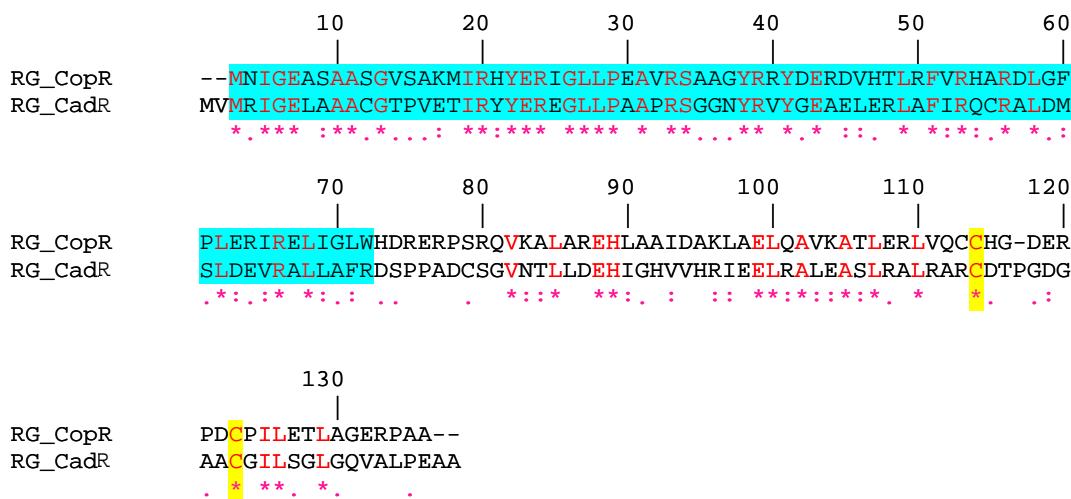 10 20 30 40 50 60
RG_CopR --MNIGEASAASGVSAKMIRHYERIGLLPEAVRSAAGYRRYDERDVHTLRFVRHARDLGF
RG_CadR MVMRIGELAAACGTPVETIRYYEREGLLPAAPRSGGNYRVYGEAELERLAFIRQCRALDM
*.*** :**.*...: **:*** **** * **...** *.* ::. * *:*:.* *.:
70 80 90 100 110 120
RG_CopR PLERIRELIGLWHDRERPSRQVKALAREHLAAIDAKLAELQAVKATLERLVQCCHG-DER
RG_CadR SLDEVRALLAFRDSPPADCSGVNTLLDEHIGHVVHRIEELRALEASLRALRARCDTPGDG
.*:.:* *:.: .. . *::* **:. : :: **:*::*:*. * *. .:
130
RG_CopR PDCPILETLAGERPAA--
RG_CadR AACGILSGLGQVALPEAA
. * **. *. .